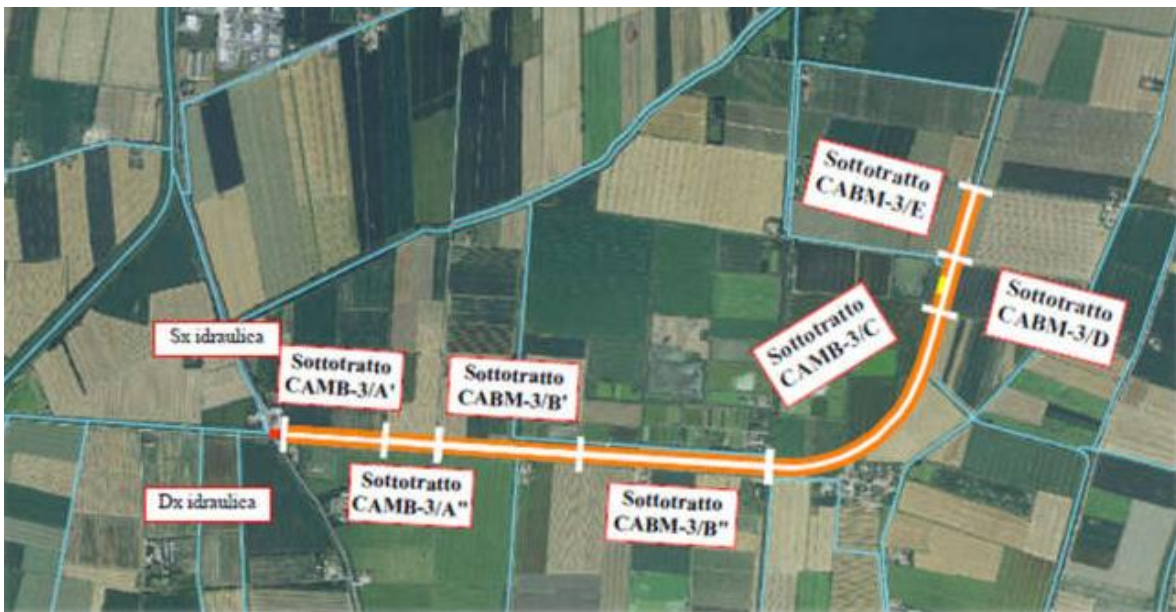 Sottotratto
CABM-3/E
Sottotratto
CABM-3/D
Sottotratto
CAMB-3/C
Sx idraulica
Sottotratto
CAMB-3/A'
Sottotratto
CABM-3/B'
Dx idraulica
Sottotratto
CAMB-3/A"
Sottotratto
CABM-3/B"